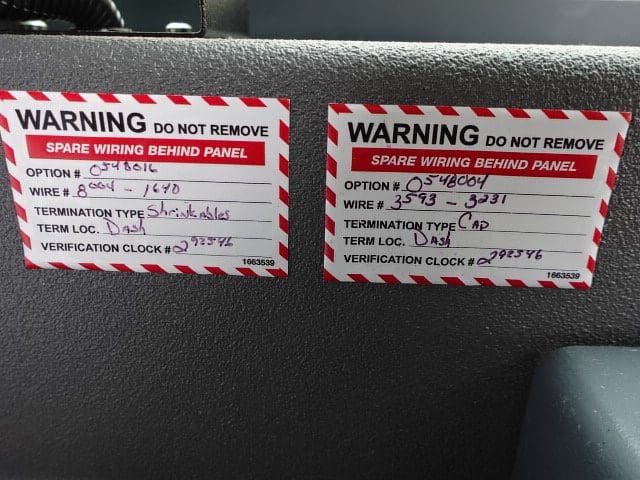 WARNING DO NOT REMOVE
SPARE WIRING BEHIND PANEL
OPTION # 0548016
WIRE # 8004 - 1640
TERMINATION TYPE Shrinkables
TERM LOC. Dash
VERIFICATION CLOCK # 292546
1663539
WARNING DO NOT REMOVE
SPARE WIRING BEHIND PANEL
OPTION # 0548004
WIRE # 3593 - 3231
TERMINATION TYPE CAP
TERM LOC. DASH
VERIFICATION CLOCK # 292546
1663539